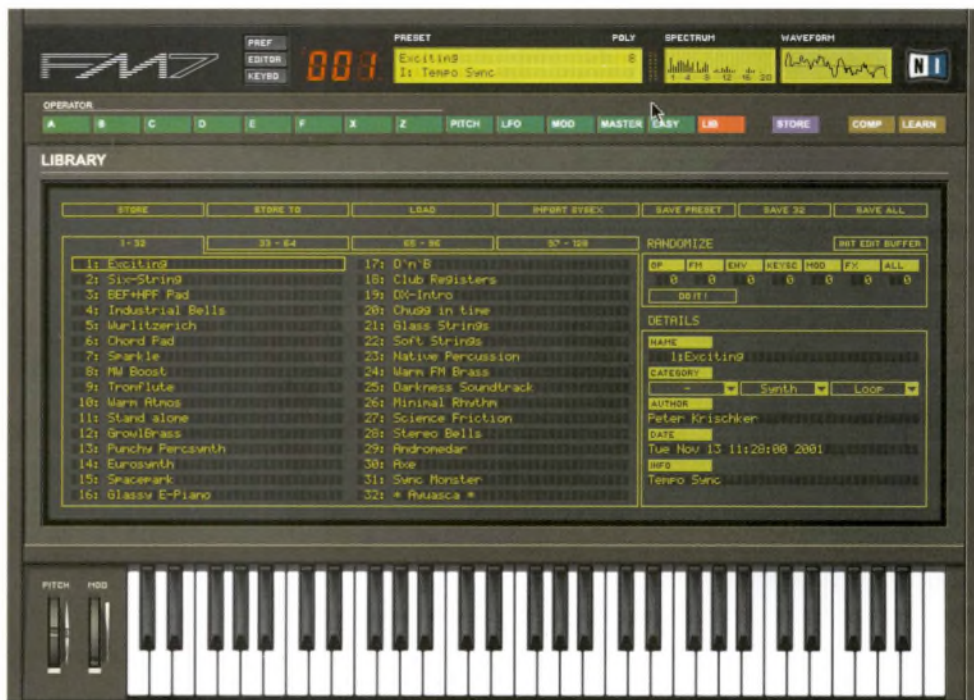 FM7
PREF
EDITOR
KEYBD
001
PRESET POLY
Exciting 8
I: Tempo Sync
SPECTRUM
1 4 8 12 16 20
WAVEFORM
NI
OPERATOR
A B C D E F X Z PITCH LFO MOD MASTER EASY LIB STORE COMP LEARN
LIBRARY
STORE STORE TO LOAD IMPORT SYSEX SAVE PRESET SAVE 32 SAVE ALL
1-32 33 - 64 65 - 96 97 - 128
1: Exciting
2: Six-String
3: BEF+HPF Pad
4: Industrial Bells
5: Wurlitzerich
6: Chord Pad
7: Sparkle
8: MW Boost
9: Tronflute
10: Warm Atmos
11: Stand alone
12: GrowlBrass
13: Punchy Percsynth
14: Eurosynth
15: Spacepark
16: Glassy E-Piano
17: D'n'B
18: Club Registers
19: DX-Intro
20: Chugg in time
21: Glass Strings
22: Soft Strings
23: Native Percussion
24: Warm FM Brass
25: Darkness Soundtrack
26: Minimal Rhythm
27: Science Friction
28: Stereo Bells
29: Andromedar
30: Axe
31: Sync Monster
32: * Ayuasca *
RANDOMIZE INIT EDIT BUFFER
OP FM ENV KEYSC MOD FX ALL
0 0 0 0 0 0 0
DO IT!
DETAILS
NAME
1:Exciting
CATEGORY
- Synth Loop
AUTHOR
Peter Krischker
DATE
Tue Nov 13 11:28:00 2001
INFO
Tempo Sync
PITCH MOD